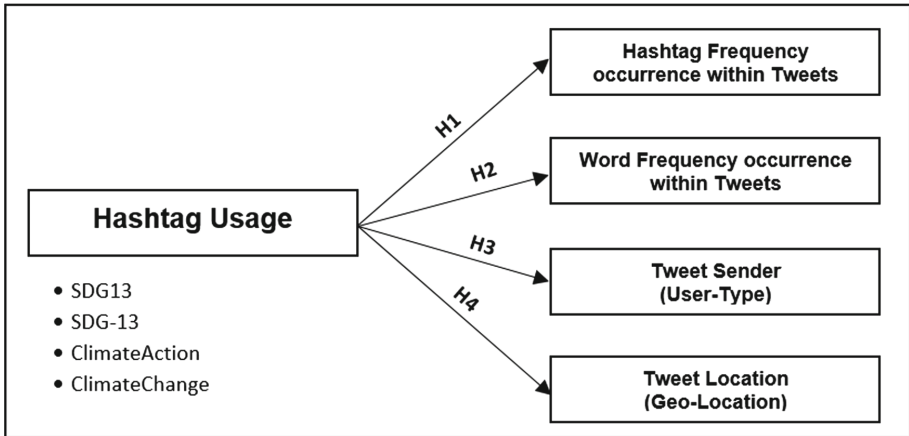 Hashtag Frequency
occurrence within Tweets
H1
Word Frequency occurrence
within Tweets
H2
Hashtag Usage
H3
Tweet Sender
(User-Type)
H4
• SDG13
• SDG-13
• ClimateAction
• ClimateChange
Tweet Location
(Geo-Location)